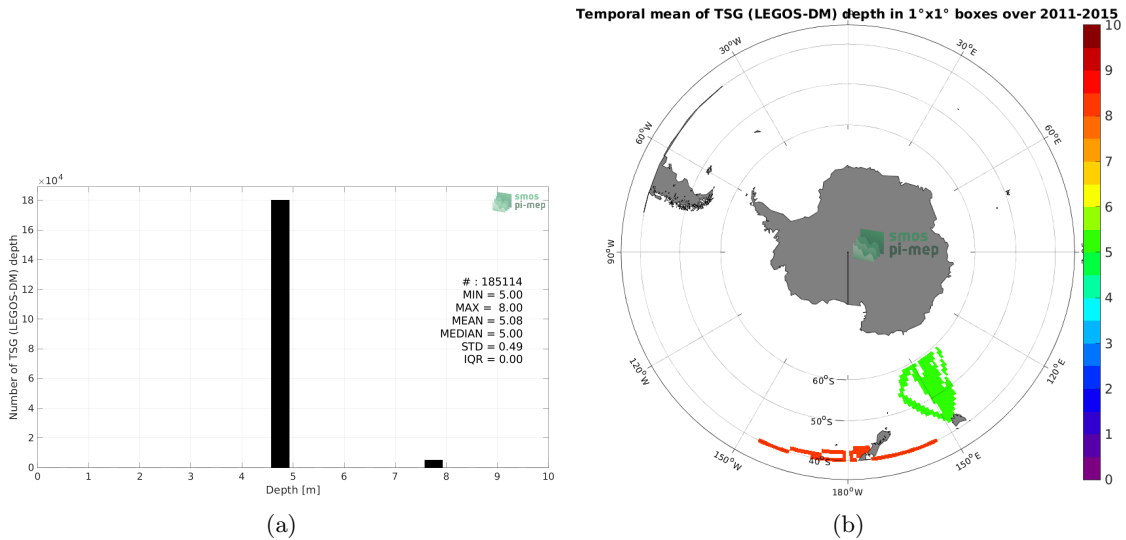 Temporal mean of TSG (LEGOS-DM) depth in 1°x1° boxes over 2011-2015
×10⁴
18
16
14
12
10
8
6
4
2
0
Number of TSG (LEGOS-DM) depth
0 1 2 3 4 5 6 7 8 9 10
Depth [m]
smos
pi-mep
# : 185114
MIN = 5.00
MAX = 8.00
MEAN = 5.08
MEDIAN = 5.00
STD = 0.49
IQR = 0.00
(a)
30°W
30°E
60°W
60°E
90°W
smos
pi-mep
120°W
120°E
60°S
50°S
40°S
150°W
150°E
180°W
10
9
8
7
6
5
4
3
2
1
0
(b)